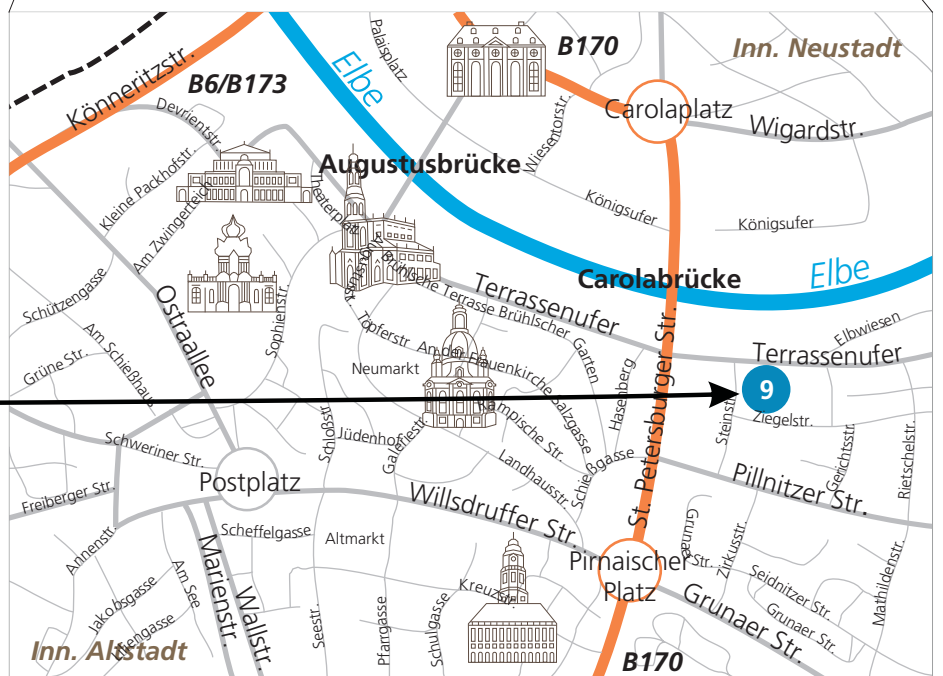 Palaisplatz
B170
Inn. Neustadt
Könneritzstr.
B6/B173
Elbe
Carolaplatz
Wigardstr.
Devrientstr.
Wiesentorstr.
Augustusbrücke
Kleine Packhofstr.
Theaterplatz
Am Zwingerteich
Königsufer
Königsufer
Augustusstr.
Brühlsche Terrasse
Brühlscher
Garten
Carolabrücke
Elbe
Schützengasse
Ostraallee
Sophienstr.
Terrassenufer
Töpferstr.
An der Frauenkirche
Salzgasse
Hasenberg
St. Petersburger Str.
Elbwiesen
Terrassenufer
Am Schießhaus
Grüne Str.
Neumarkt
9
Steinstr.
Ziegelstr.
Schloßstr.
Jüdenhof
Galeriestr.
Rampische Str.
Landhausstr.
Schießgasse
Gerichtsstr.
Rietschelstr.
Schweriner Str.
Postplatz
Freiberger Str.
Pillnitzer Str.
Willsdruffer Str.
Scheffelgasse
Altmarkt
Annenstr.
Marienstr.
Wallstr.
Am See
Jakobsgasse
Grunaer Str.
Zirkusstr.
Pirnaischer
Platz
Seidnitzer Str.
Grunaer Str.
Grunaer Str.
Mathildenstr.
Kreuzstr.
Seestr.
Pfarrgasse
Schulgasse
Inn. Altstadt
B170